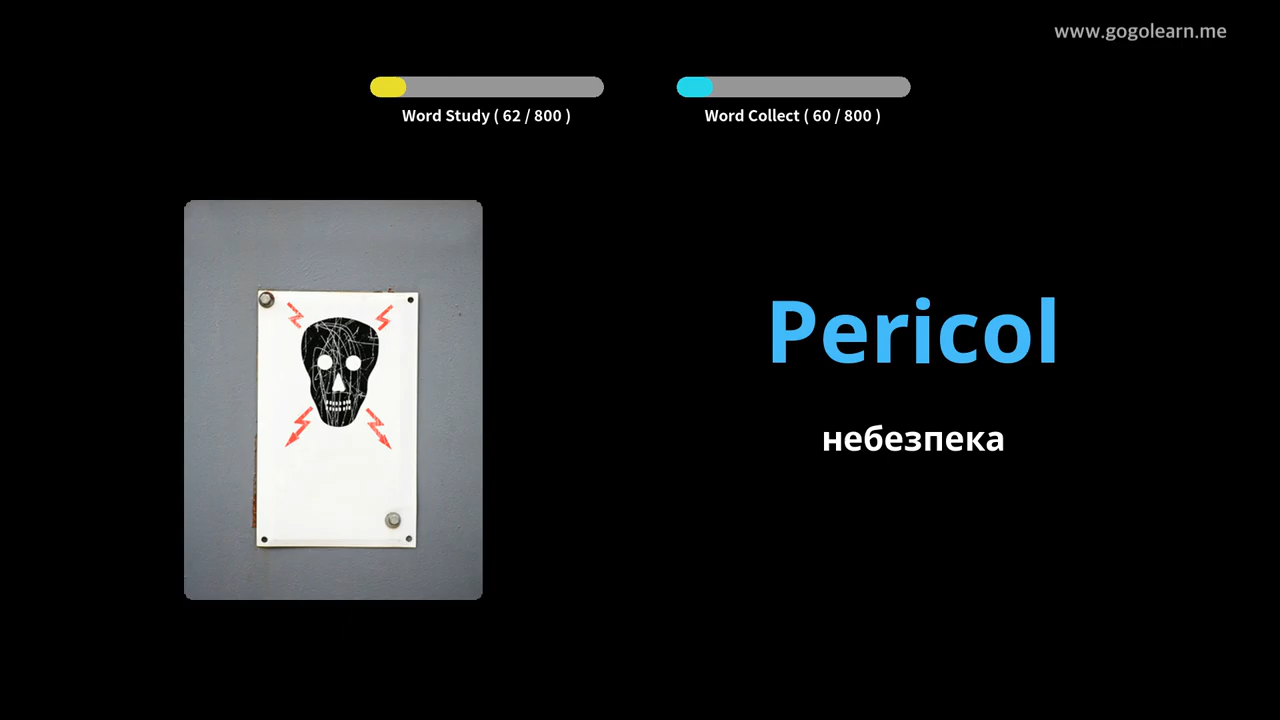 www.gogolearn.me
Word Study ( 62 / 800 )
Word Collect ( 60 / 800 )
Pericol
небезпека